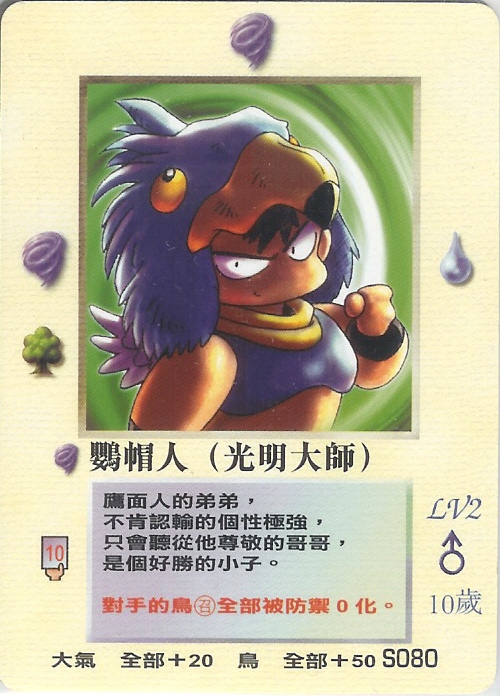 鸚帽人（光明大師）
鷹面人的弟弟，
不肯認輸的個性極強，
只會聽從他尊敬的哥哥，
是個好勝的小子。
對手的鳥㊁全部被防禦0化。
LV2
♂
10
10歲
大氣　全部＋20　鳥　全部＋50 S080